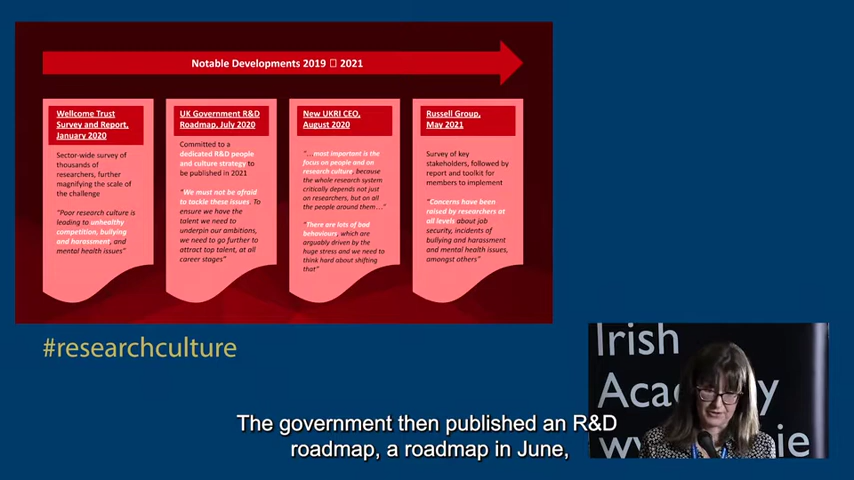 Notable Developments 2019 2021
Wellcome Trust
Survey and Report,
January 2020
Sector-wide survey of
thousands of
researchers, further
magnifying the scale of
the challenge
"Poor research culture is
leading to unhealthy
competition, bullying
and harassment, and
mental health issues"
UK Government R&D
Roadmap, July 2020
Committed to a
dedicated R&D people
and culture strategy to
be published in 2021
"We must not be afraid
to tackle these issues. To
ensure we have the
talent we need to
underpin our ambitions,
we need to go further to
attract top talent, at all
career stages"
New UKRI CEO,
August 2020
"...most important is the
focus on people and on
research culture, because
the whole research system
critically depends not just
on researchers, but on all
the people around them..."
"There are lots of bad
behaviours, which are
arguably driven by the
huge stress and we need to
think hard about shifting
that"
Russell Group,
May 2021
Survey of key
stakeholders, followed by
report and toolkit for
members to implement
"Concerns have been
raised by researchers at
all levels about job
security, incidents of
bullying and harassment
and mental health issues,
amongst others"
#researchculture
Irish
Aca y
w ie
The government then published an R&D
roadmap, a roadmap in June,